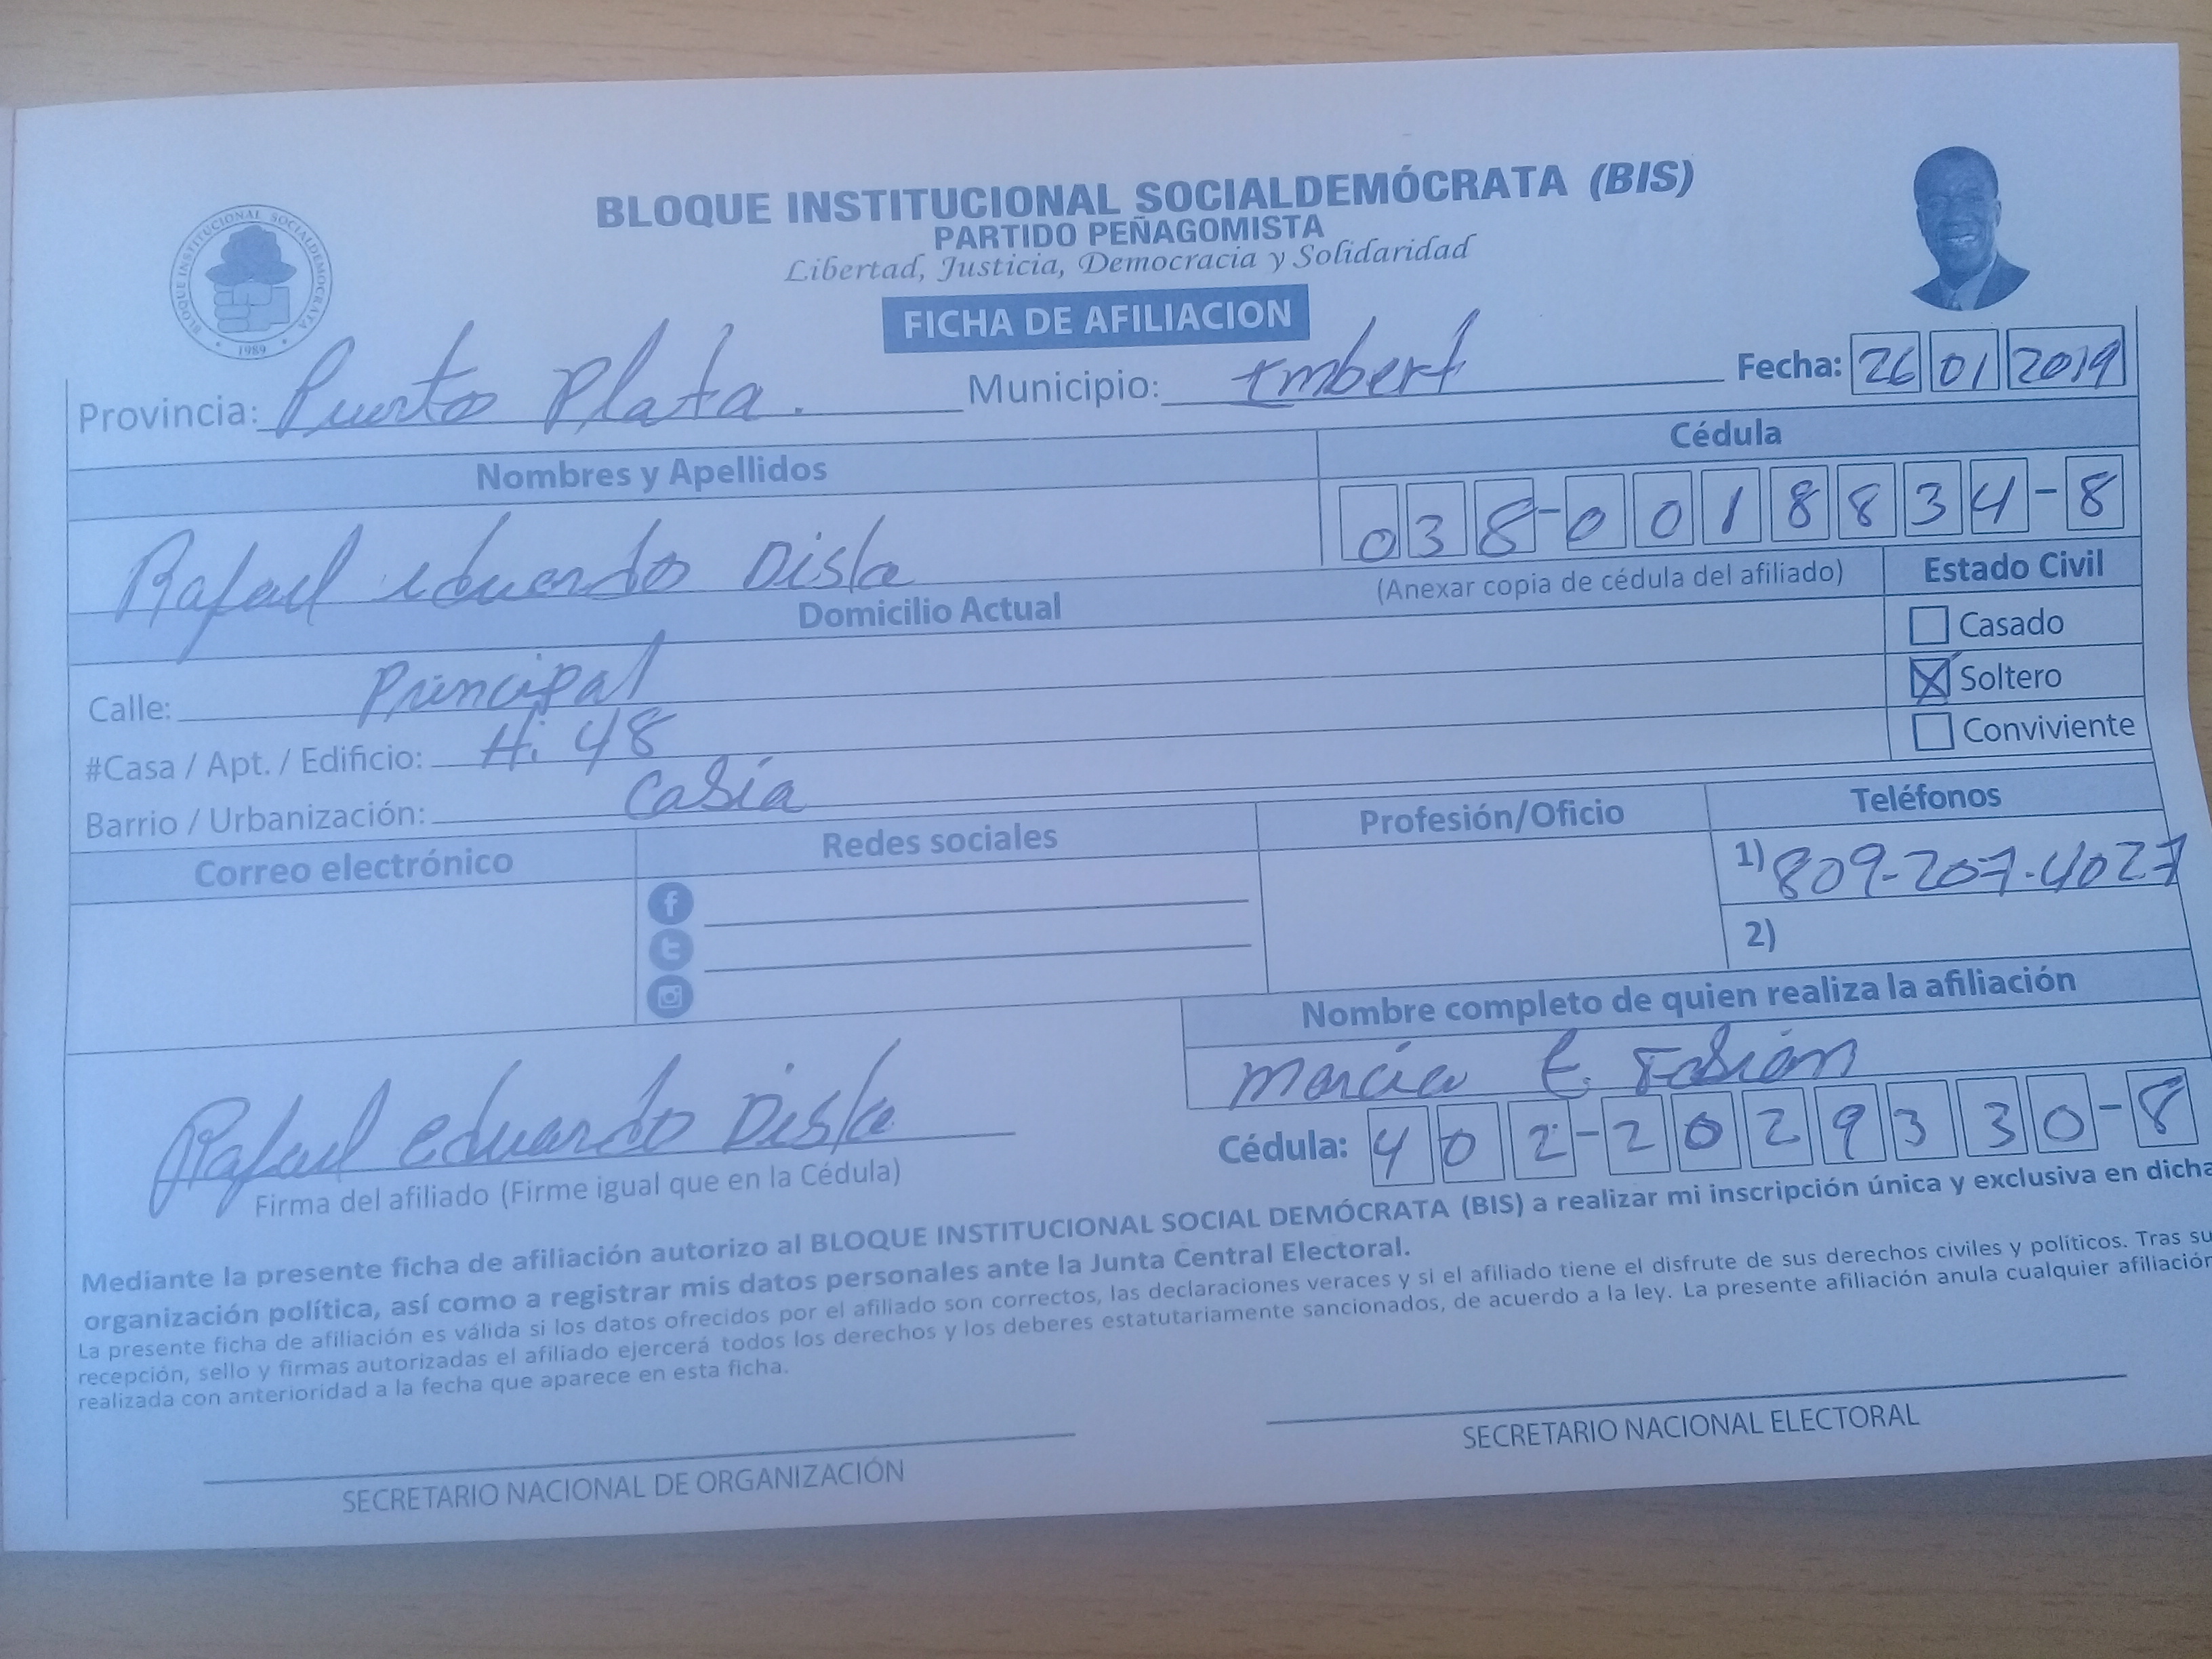 BLOQUE INSTITUCIONAL SOCIALDEMÓCRATA (BIS)
PARTIDO PEÑAGOMISTA
Libertad, Justicia, Democracia y Solidaridad
BLOQUE INSTITUCIONAL SOCIALDEMOCRATA
1989
FICHA DE AFILIACION
Provincia: Puerto Plata. Municipio: Imbert Fecha: 26 01 2019
Nombres y Apellidos Cédula
Rafael eduardo Disla 038-0018834-8
(Anexar copia de cédula del afiliado) Estado Civil
Domicilio Actual
Casado
Calle: Principal
Soltero
#Casa / Apt. / Edificio: H. 48
Conviviente
Barrio / Urbanización: Cabía
Correo electrónico Redes sociales Profesión/Oficio Teléfonos
1) 809-207-4027
2)
Nombre completo de quien realiza la afiliación
Marcia E. Fabián
Rafael eduardo Disla
Cédula: 402-2029330-8
Firma del afiliado (Firme igual que en la Cédula)
Mediante la presente ficha de afiliación autorizo al BLOQUE INSTITUCIONAL SOCIAL DEMÓCRATA (BIS) a realizar mi inscripción única y exclusiva en dicha
organización política, así como a registrar mis datos personales ante la Junta Central Electoral.
La presente ficha de afiliación es válida si los datos ofrecidos por el afiliado son correctos, las declaraciones veraces y si el afiliado tiene el disfrute de sus derechos civiles y políticos. Tras su
recepción, sello y firmas autorizadas el afiliado ejercerá todos los derechos y los deberes estatutariamente sancionados, de acuerdo a la ley. La presente afiliación anula cualquier afiliación
realizada con anterioridad a la fecha que aparece en esta ficha.
SECRETARIO NACIONAL DE ORGANIZACIÓN
SECRETARIO NACIONAL ELECTORAL